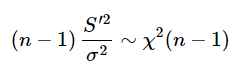 (n − 1) S′² / σ² ∼ χ²(n − 1)